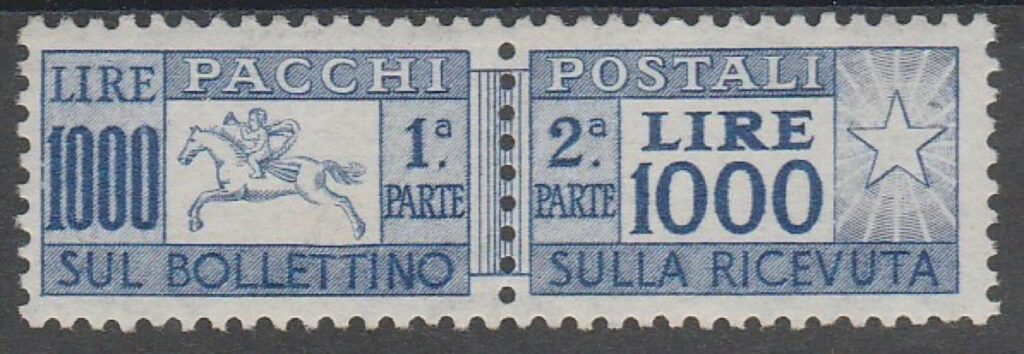 PACCHI POSTALI
LIRE
1000
1.ª
PARTE
2.ª
PARTE
LIRE
1000
SUL BOLLETTINO SULLA RICEVUTA